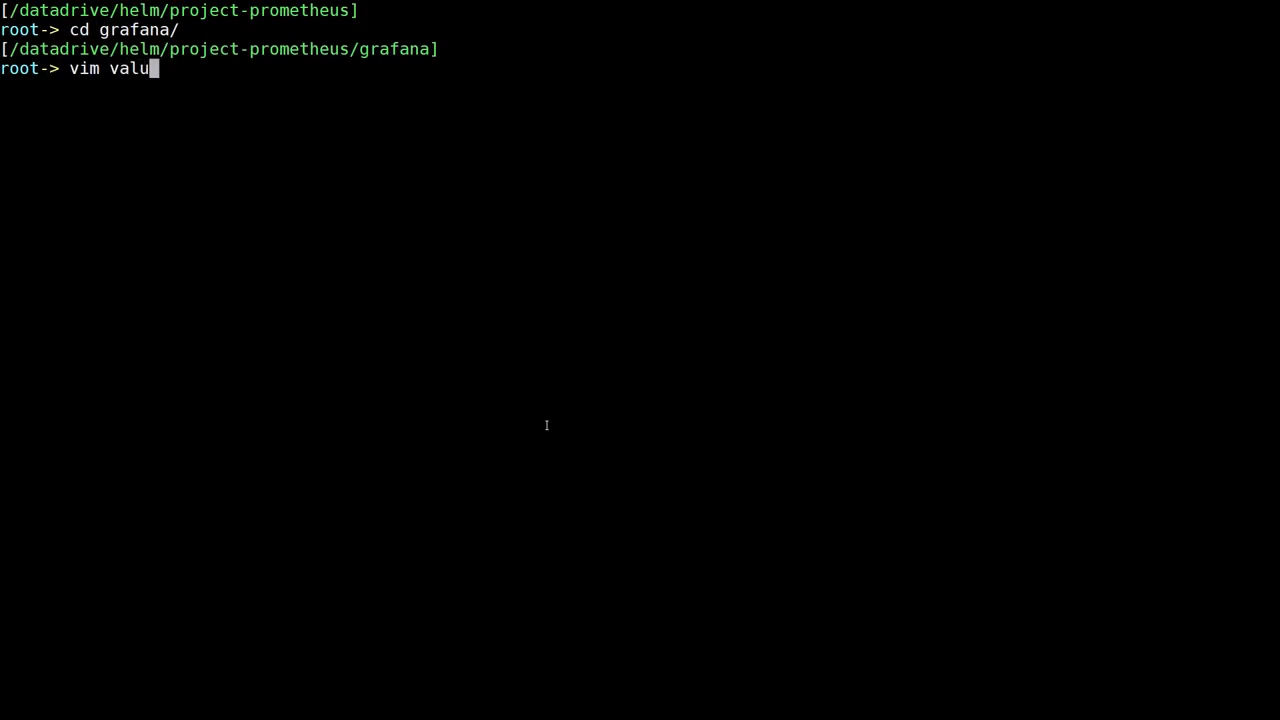 [/datadrive/helm/project-prometheus]
root-> cd grafana/
[/datadrive/helm/project-prometheus/grafana]
root-> vim valu